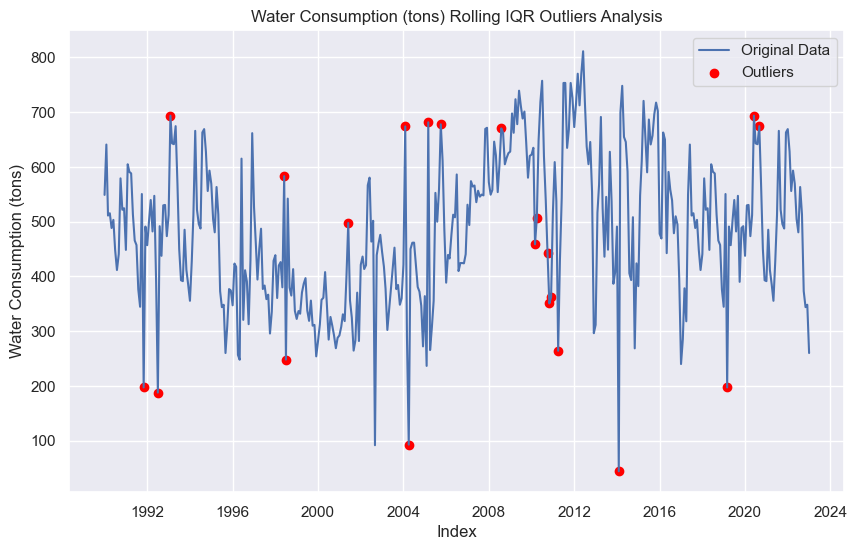 Water Consumption (tons) Rolling IQR Outliers Analysis
Original Data
Outliers
Water Consumption (tons)
800
700
600
500
400
300
200
100
1992 1996 2000 2004 2008 2012 2016 2020 2024
Index